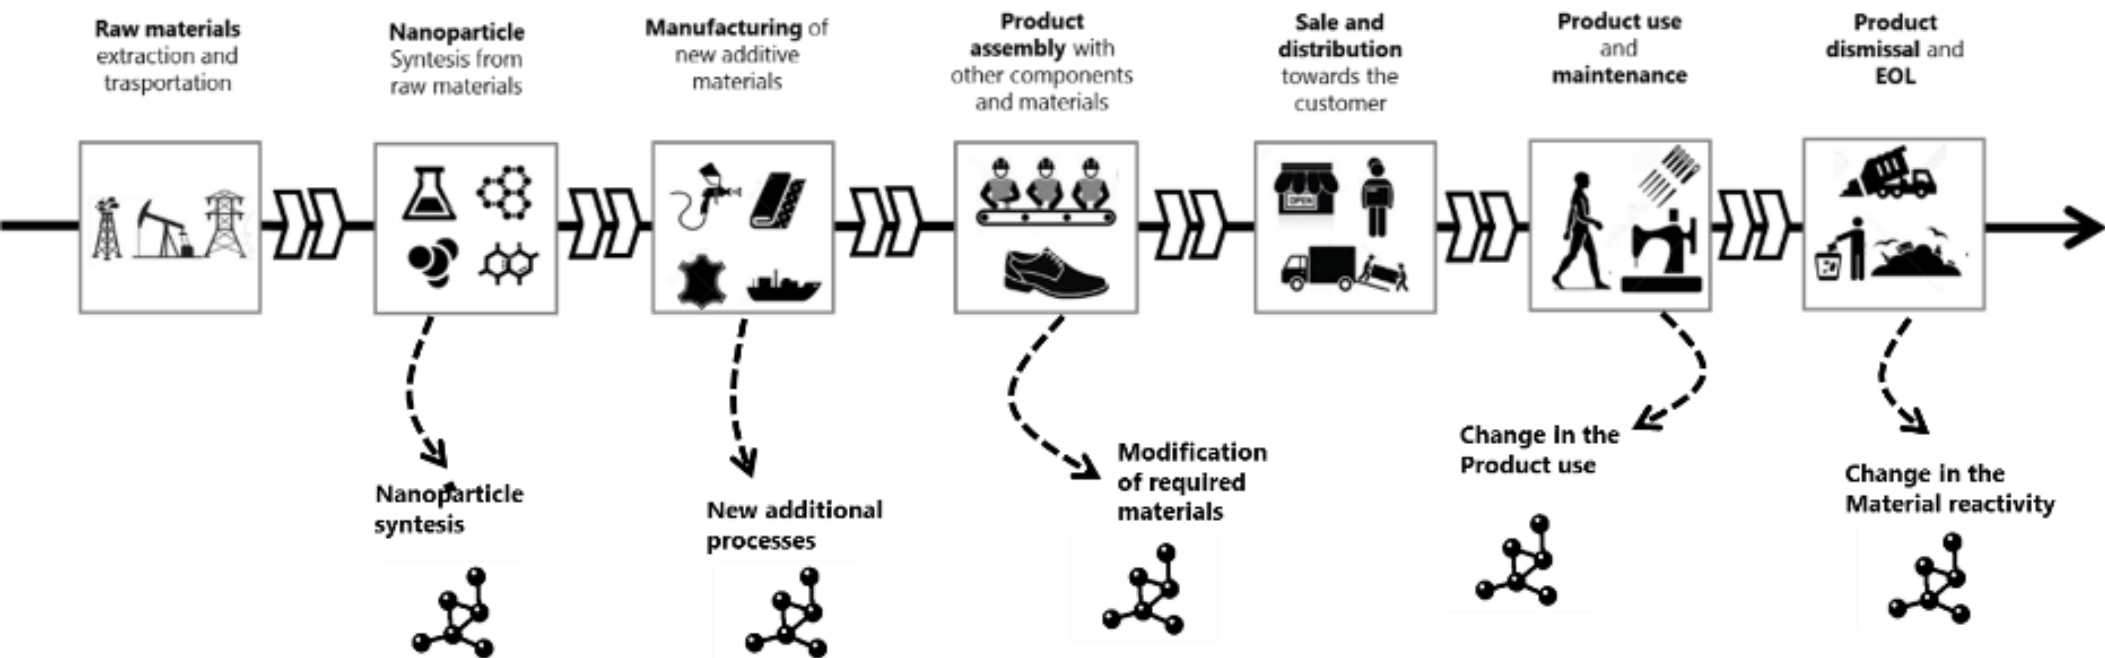 Raw materials
extraction and
trasportation
Nanoparticle
Syntesis from
raw materials
Manufacturing of
new additive
materials
Product
assembly with
other components
and materials
Sale and
distribution
towards the
customer
Product use
and
maintenance
Product
dismissal and
EOL
OPEN
Nanoparticle
syntesis
New additional
processes
Modification
of required
materials
Change in the
Product use
Change in the
Material reactivity